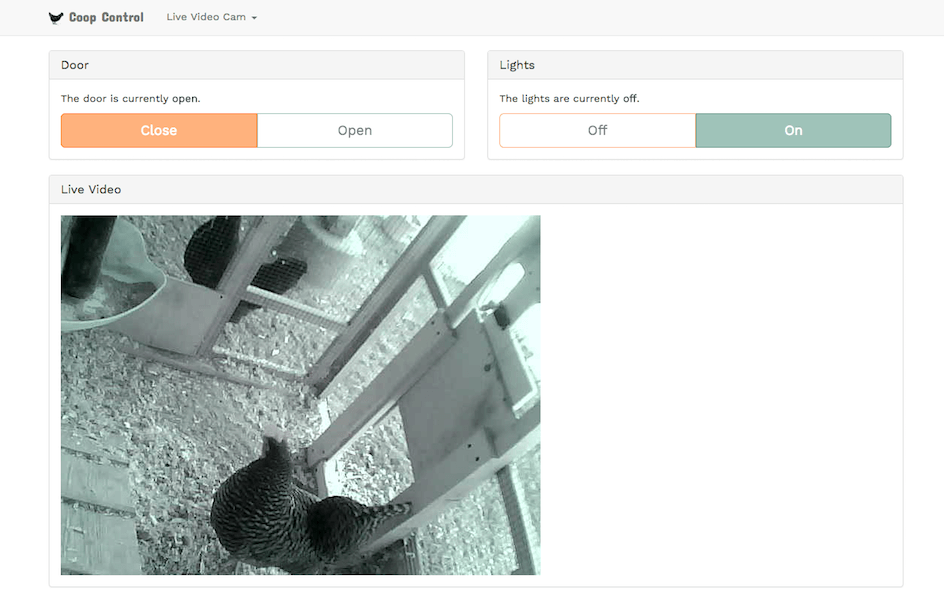 Coop Control Live Video Cam
Door
The door is currently open.
Close Open
Lights
The lights are currently off.
Off On
Live Video